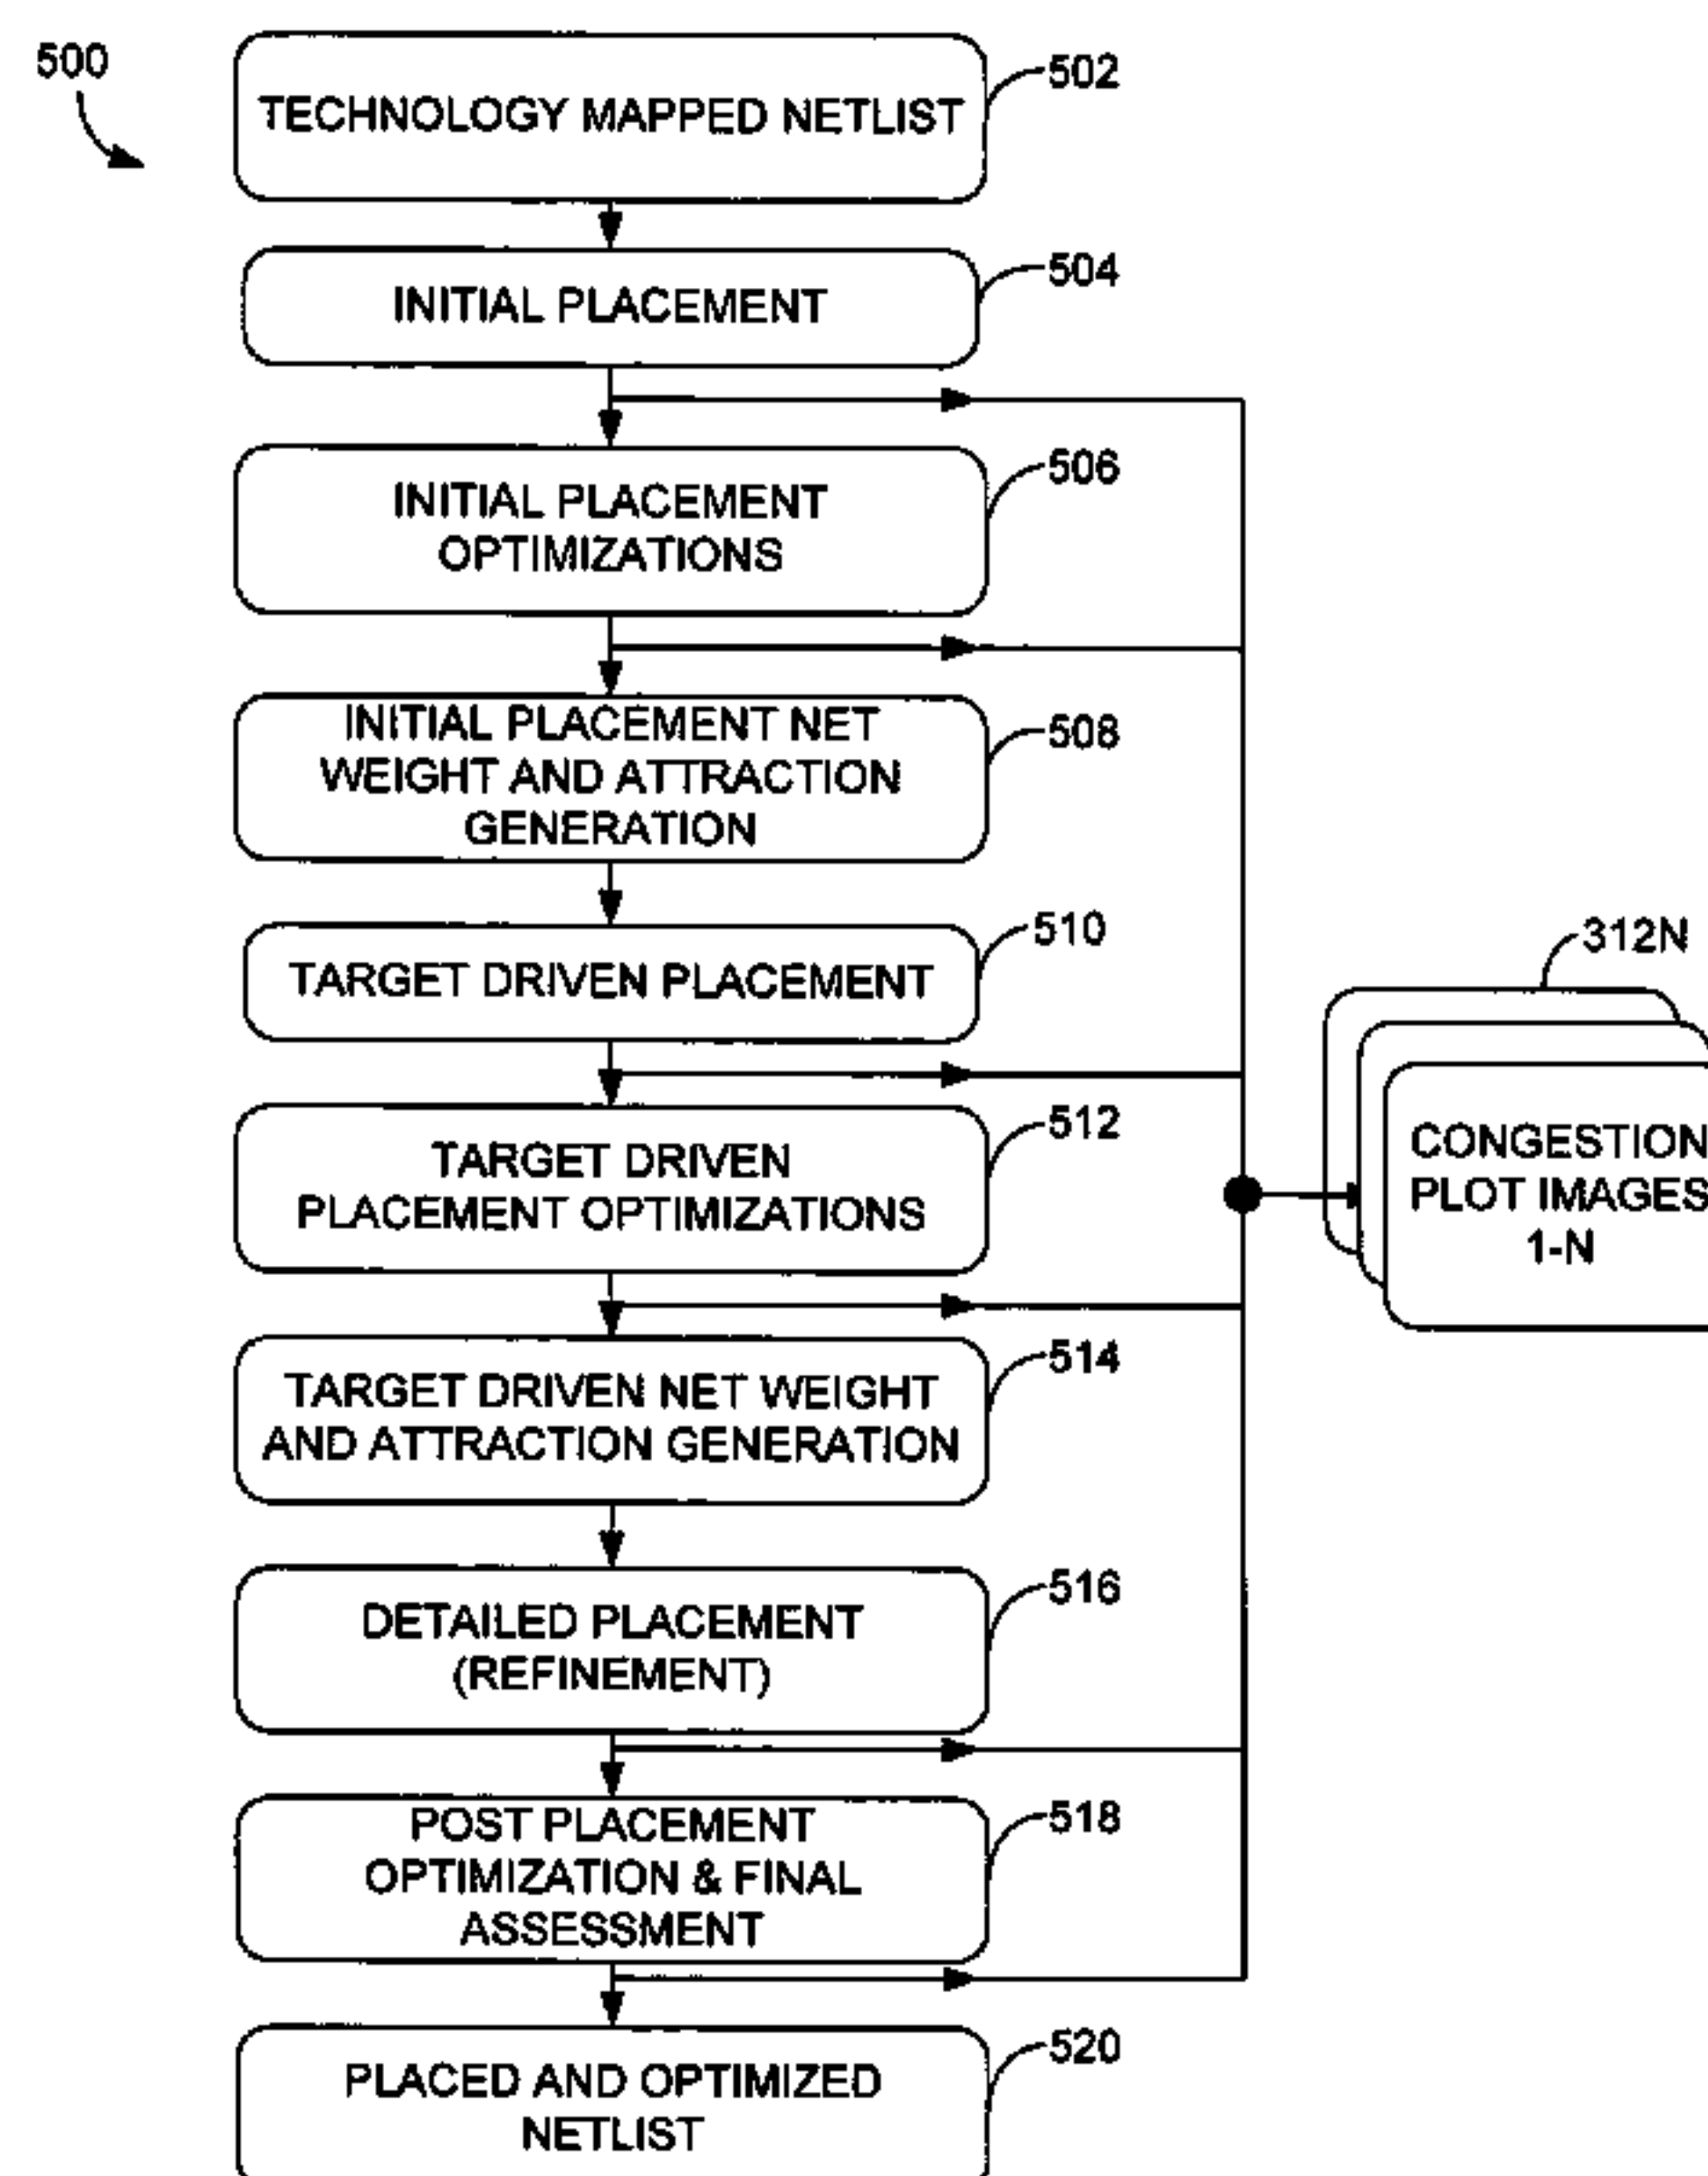 500
502
TECHNOLOGY MAPPED NETLIST
504
INITIAL PLACEMENT
506
INITIAL PLACEMENT
OPTIMIZATIONS
508
INITIAL PLACEMENT NET
WEIGHT AND ATTRACTION
GENERATION
510
TARGET DRIVEN PLACEMENT
312N
CONGESTION
PLOT IMAGES
1-N
512
TARGET DRIVEN
PLACEMENT OPTIMIZATIONS
514
TARGET DRIVEN NET WEIGHT
AND ATTRACTION GENERATION
516
DETAILED PLACEMENT
(REFINEMENT)
518
POST PLACEMENT
OPTIMIZATION & FINAL
ASSESSMENT
520
PLACED AND OPTIMIZED
NETLIST